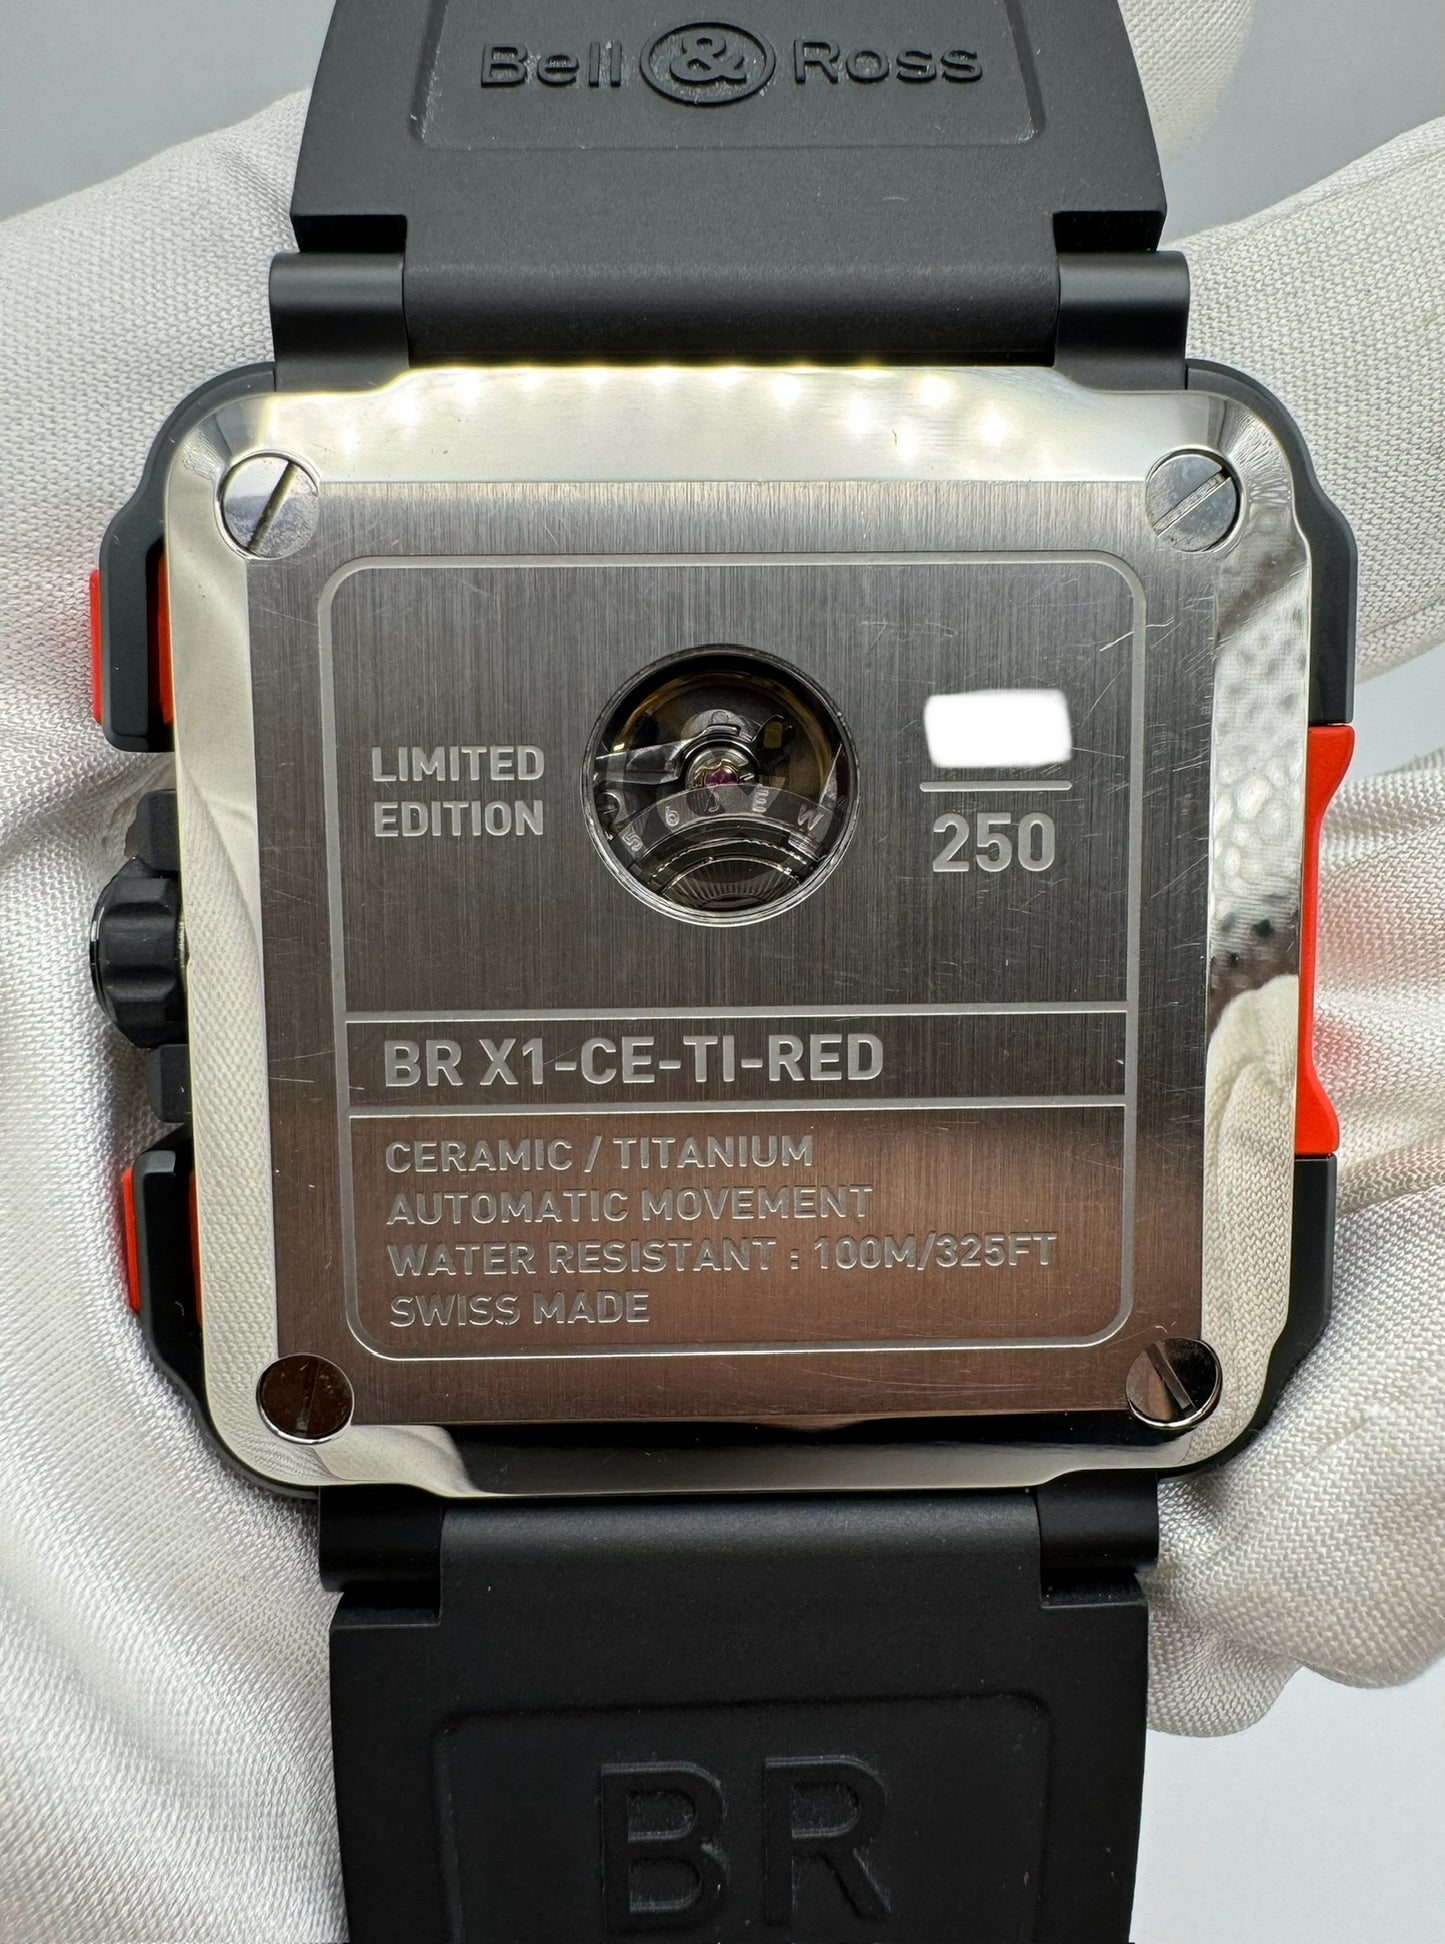 Bell & Ross
LIMITED
EDITION
250
BR X1-CE-TI-RED
CERAMIC / TITANIUM
AUTOMATIC MOVEMENT
WATER RESISTANT : 100M/325FT
SWISS MADE
BR